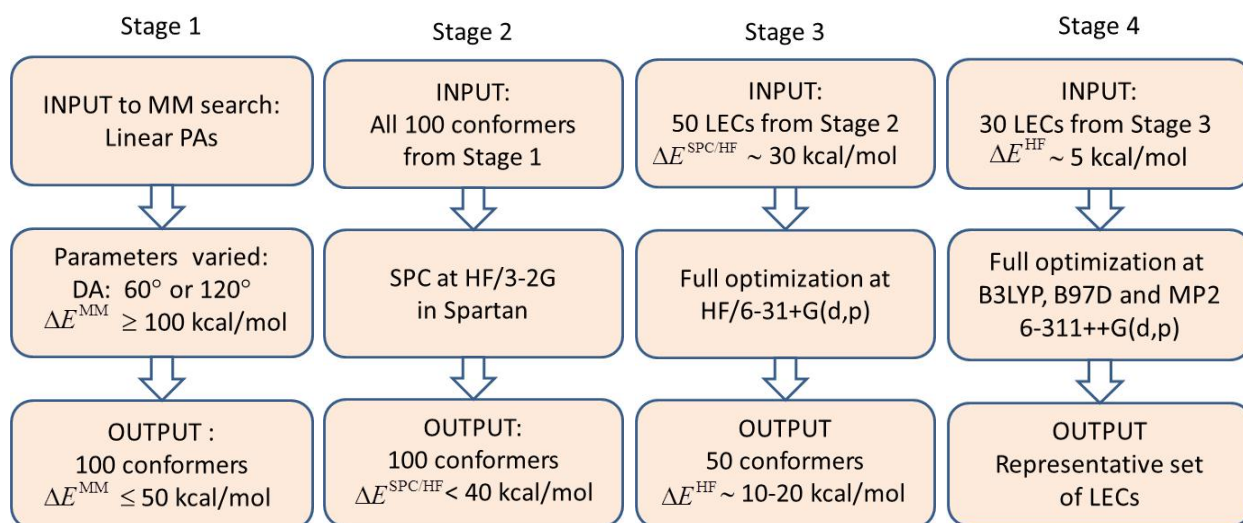 Stage 1
INPUT to MM search:
Linear PAs
Parameters varied:
DA: 60° or 120°
ΔE^MM ≥ 100 kcal/mol
OUTPUT :
100 conformers
ΔE^MM ≤ 50 kcal/mol
Stage 2
INPUT:
All 100 conformers
from Stage 1
SPC at HF/3-2G
in Spartan
OUTPUT:
100 conformers
ΔE^SPC/HF < 40 kcal/mol
Stage 3
INPUT:
50 LECs from Stage 2
ΔE^SPC/HF ~ 30 kcal/mol
Full optimization at
HF/6-31+G(d,p)
OUTPUT
50 conformers
ΔE^HF ~ 10-20 kcal/mol
Stage 4
INPUT:
30 LECs from Stage 3
ΔE^HF ~ 5 kcal/mol
Full optimization at
B3LYP, B97D and MP2
6-311++G(d,p)
OUTPUT
Representative set
of LECs